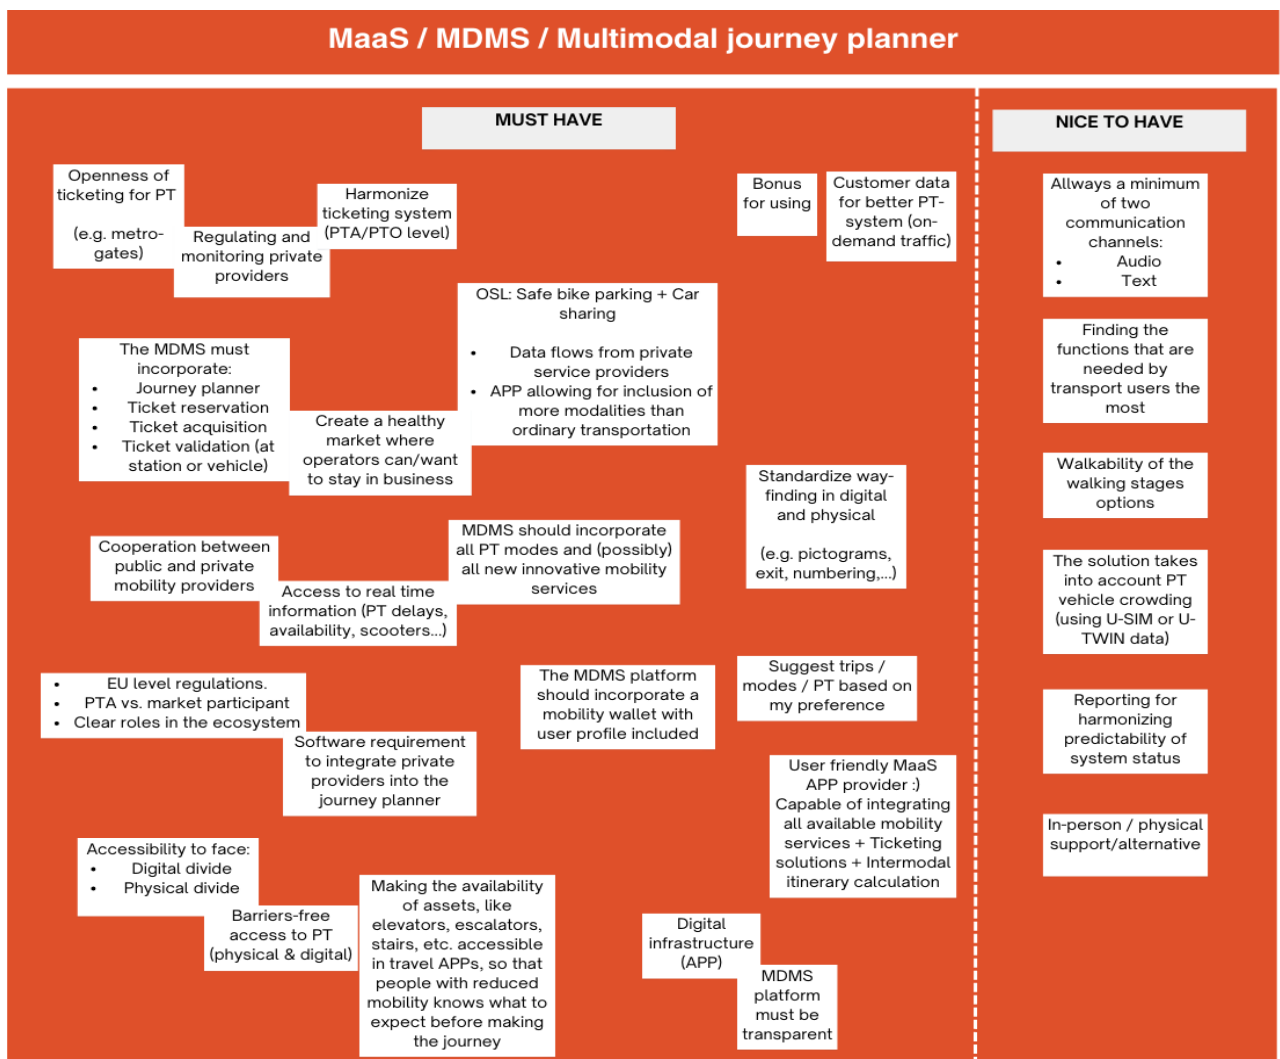 MaaS / MDMS / Multimodal journey planner
MUST HAVE
Openness of
ticketing for PT
(e.g. metro-
gates)
Regulating and
monitoring private
providers
Harmonize
ticketing system
(PTA/PTO level)
Bonus
for using
Customer data
for better PT-
system (on-
demand traffic)
OSL: Safe bike parking + Car
sharing
• Data flows from private
service providers
• APP allowing for inclusion of
more modalities than
ordinary transportation
The MDMS must
incorporate:
• Journey planner
• Ticket reservation
• Ticket acquisition
• Ticket validation (at
station or vehicle)
Create a healthy
market where
operators can/want
to stay in business
Standardize way-
finding in digital
and physical
(e.g. pictograms,
exit, numbering,...)
Cooperation between
public and private
mobility providers
Access to real time
information (PT delays,
availability, scooters...)
MDMS should incorporate
all PT modes and (possibly)
all new innovative mobility
services
• EU level regulations.
• PTA vs. market participant
• Clear roles in the ecosystem
Software requirement
to integrate private
providers into the
journey planner
The MDMS platform
should incorporate a
mobility wallet with
user profile included
Suggest trips /
modes / PT based on
my preference
User friendly MaaS
APP provider :)
Capable of integrating
all available mobility
services + Ticketing
solutions + Intermodal
itinerary calculation
Accessibility to face:
• Digital divide
• Physical divide
Barriers-free
access to PT
(physical & digital)
Making the availability
of assets, like
elevators, escalators,
stairs, etc. accessible
in travel APPs, so that
people with reduced
mobility knows what to
expect before making
the journey
Digital
infrastructure
(APP)
MDMS
platform
must be
transparent
NICE TO HAVE
Allways a minimum
of two
communication
channels:
• Audio
• Text
Finding the
functions that are
needed by
transport users the
most
Walkability of the
walking stages
options
The solution takes
into account PT
vehicle crowding
(using U-SIM or U-
TWIN data)
Reporting for
harmonizing
predictability of
system status
In-person / physical
support/alternative